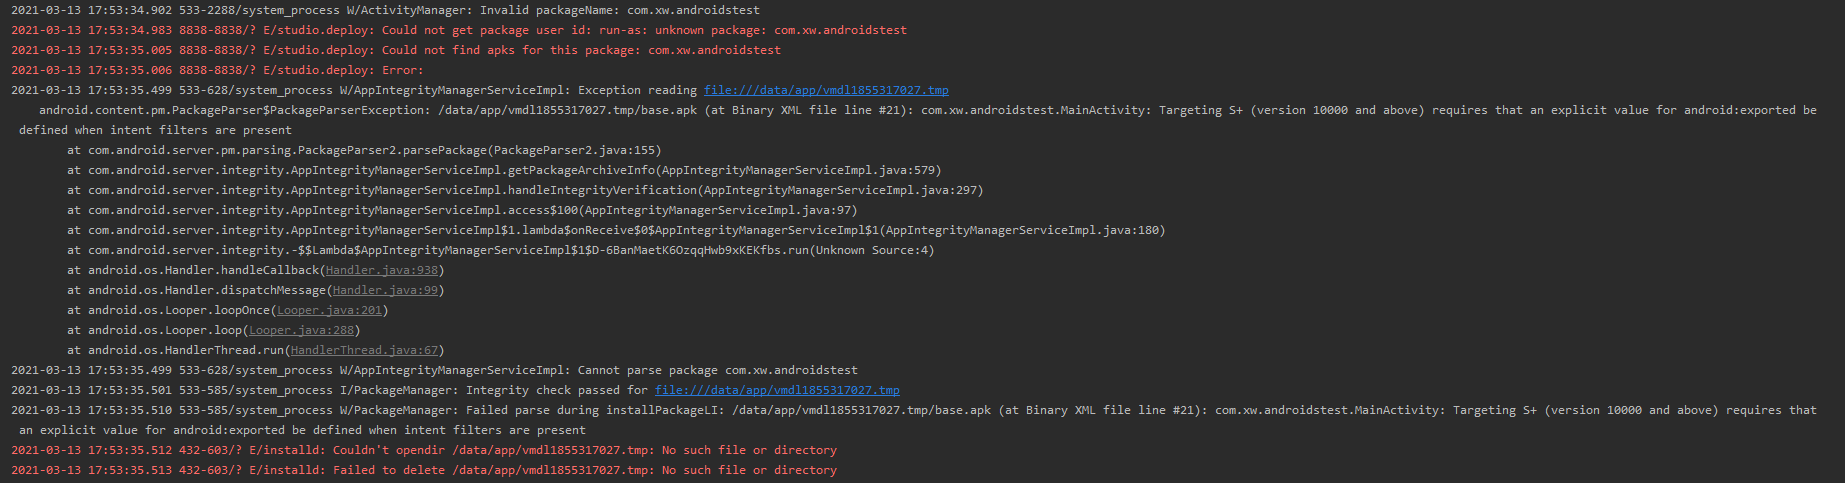 2021-03-13 17:53:34.902 533-2288/system_process W/ActivityManager: Invalid packageName: com.xw.androidstest
2021-03-13 17:53:34.983 8838-8838/? E/studio.deploy: Could not get package user id: run-as: unknown package: com.xw.androidstest
2021-03-13 17:53:35.005 8838-8838/? E/studio.deploy: Could not find apks for this package: com.xw.androidstest
2021-03-13 17:53:35.006 8838-8838/? E/studio.deploy: Error:
2021-03-13 17:53:35.499 533-628/system_process W/AppIntegrityManagerServiceImpl: Exception reading file:///data/app/vmdl1855317027.tmp
android.content.pm.PackageParser$PackageParserException: /data/app/vmdl1855317027.tmp/base.apk (at Binary XML file line #21): com.xw.androidstest.MainActivity: Targeting S+ (version 10000 and above) requires that an explicit value for android:exported be
defined when intent filters are present
at com.android.server.pm.parsing.PackageParser2.parsePackage(PackageParser2.java:155)
at com.android.server.integrity.AppIntegrityManagerServiceImpl.getPackageArchiveInfo(AppIntegrityManagerServiceImpl.java:579)
at com.android.server.integrity.AppIntegrityManagerServiceImpl.handleIntegrityVerification(AppIntegrityManagerServiceImpl.java:297)
at com.android.server.integrity.AppIntegrityManagerServiceImpl.access$100(AppIntegrityManagerServiceImpl.java:97)
at com.android.server.integrity.AppIntegrityManagerServiceImpl$1.lambda$onReceive$0$AppIntegrityManagerServiceImpl$1(AppIntegrityManagerServiceImpl.java:180)
at com.android.server.integrity.-$$Lambda$AppIntegrityManagerServiceImpl$1$D-6BanMaetK6OzqqHwb9xKEKfbs.run(Unknown Source:4)
at android.os.Handler.handleCallback(Handler.java:938)
at android.os.Handler.dispatchMessage(Handler.java:99)
at android.os.Looper.loopOnce(Looper.java:201)
at android.os.Looper.loop(Looper.java:288)
at android.os.HandlerThread.run(HandlerThread.java:67)
2021-03-13 17:53:35.499 533-628/system_process W/AppIntegrityManagerServiceImpl: Cannot parse package com.xw.androidstest
2021-03-13 17:53:35.501 533-585/system_process I/PackageManager: Integrity check passed for file:///data/app/vmdl1855317027.tmp
2021-03-13 17:53:35.510 533-585/system_process W/PackageManager: Failed parse during installPackageLI: /data/app/vmdl1855317027.tmp/base.apk (at Binary XML file line #21): com.xw.androidstest.MainActivity: Targeting S+ (version 10000 and above) requires that
an explicit value for android:exported be defined when intent filters are present
2021-03-13 17:53:35.512 432-603/? E/installd: Couldn't opendir /data/app/vmdl1855317027.tmp: No such file or directory
2021-03-13 17:53:35.513 432-603/? E/installd: Failed to delete /data/app/vmdl1855317027.tmp: No such file or directory